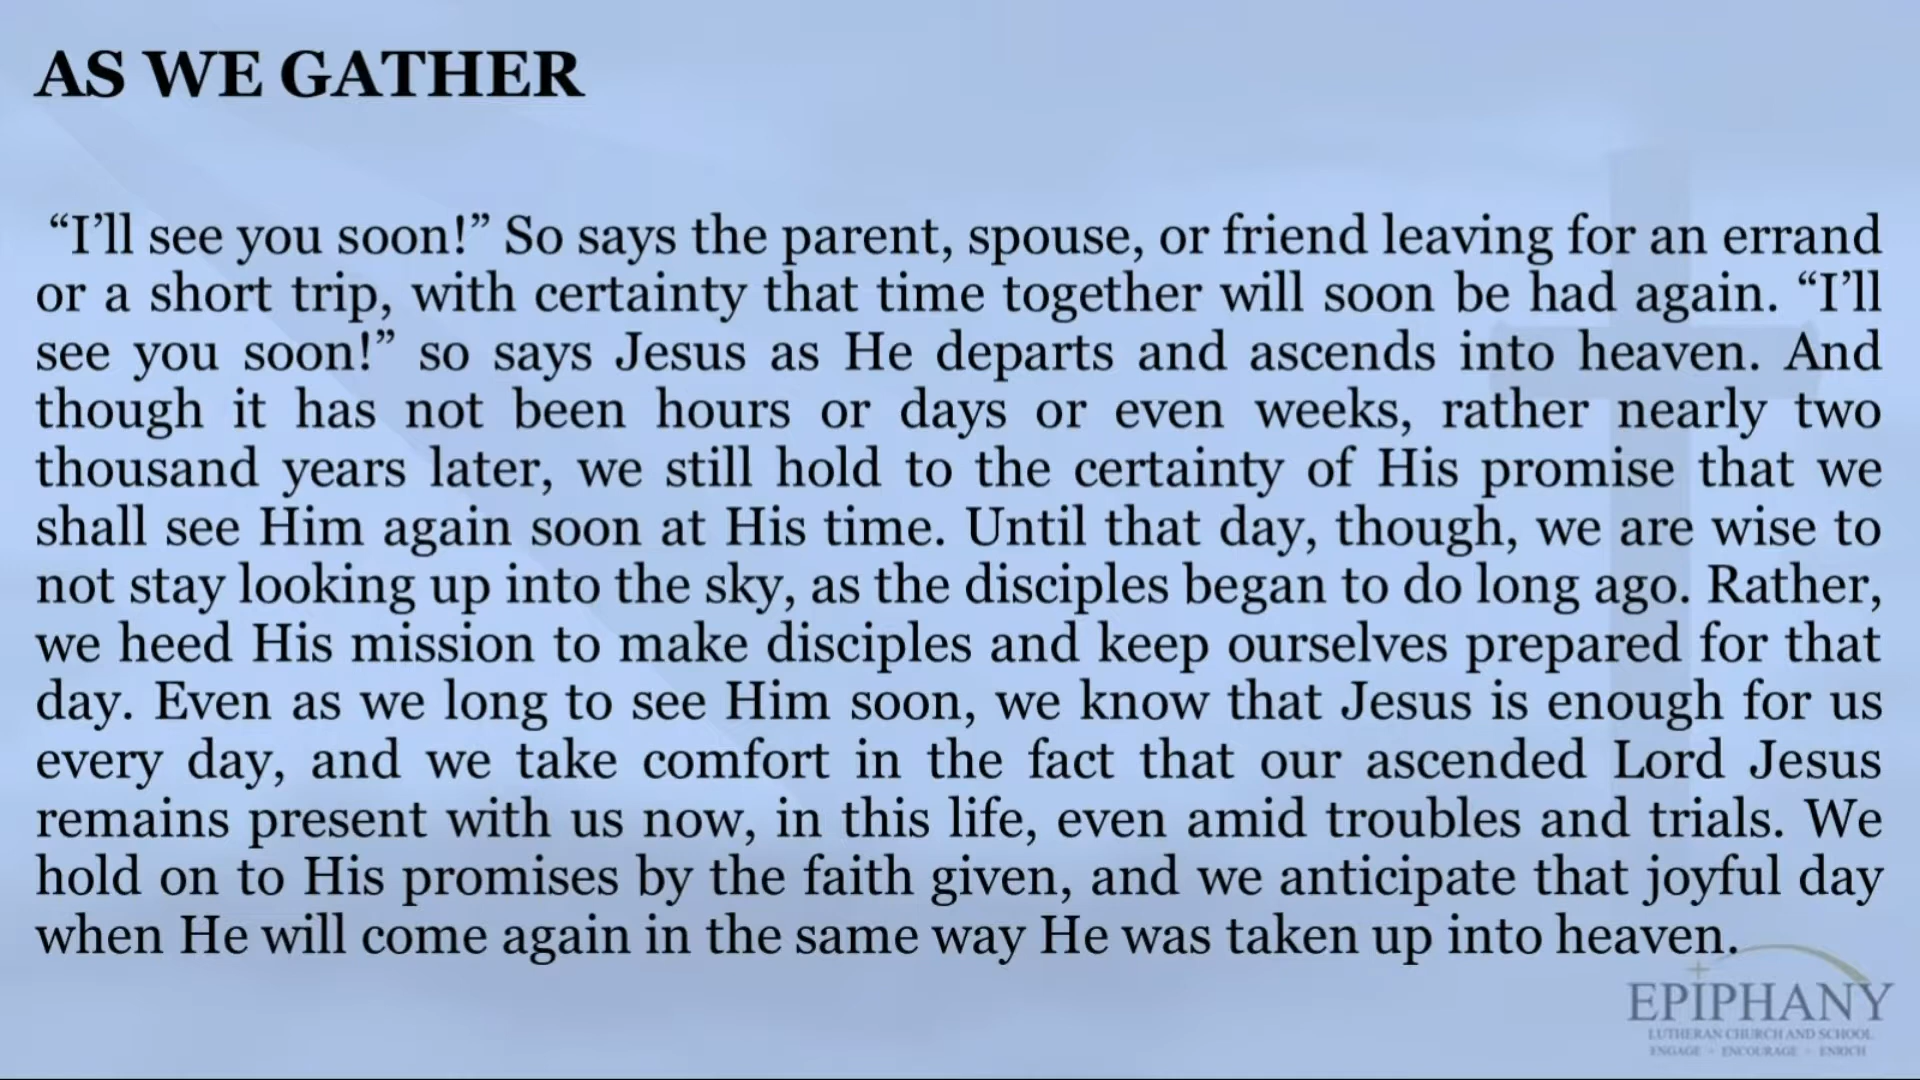 AS WE GATHER
“I’ll see you soon!” So says the parent, spouse, or friend leaving for an errand
or a short trip, with certainty that time together will soon be had again. “I’ll
see you soon!” so says Jesus as He departs and ascends into heaven. And
though it has not been hours or days or even weeks, rather nearly two
thousand years later, we still hold to the certainty of His promise that we
shall see Him again soon at His time. Until that day, though, we are wise to
not stay looking up into the sky, as the disciples began to do long ago. Rather,
we heed His mission to make disciples and keep ourselves prepared for that
day. Even as we long to see Him soon, we know that Jesus is enough for us
every day, and we take comfort in the fact that our ascended Lord Jesus
remains present with us now, in this life, even amid troubles and trials. We
hold on to His promises by the faith given, and we anticipate that joyful day
when He will come again in the same way He was taken up into heaven.
EPIPHANY
LUTHERAN CHURCH AND SCHOOL
ENGAGE • ENCOURAGE • ENRICH